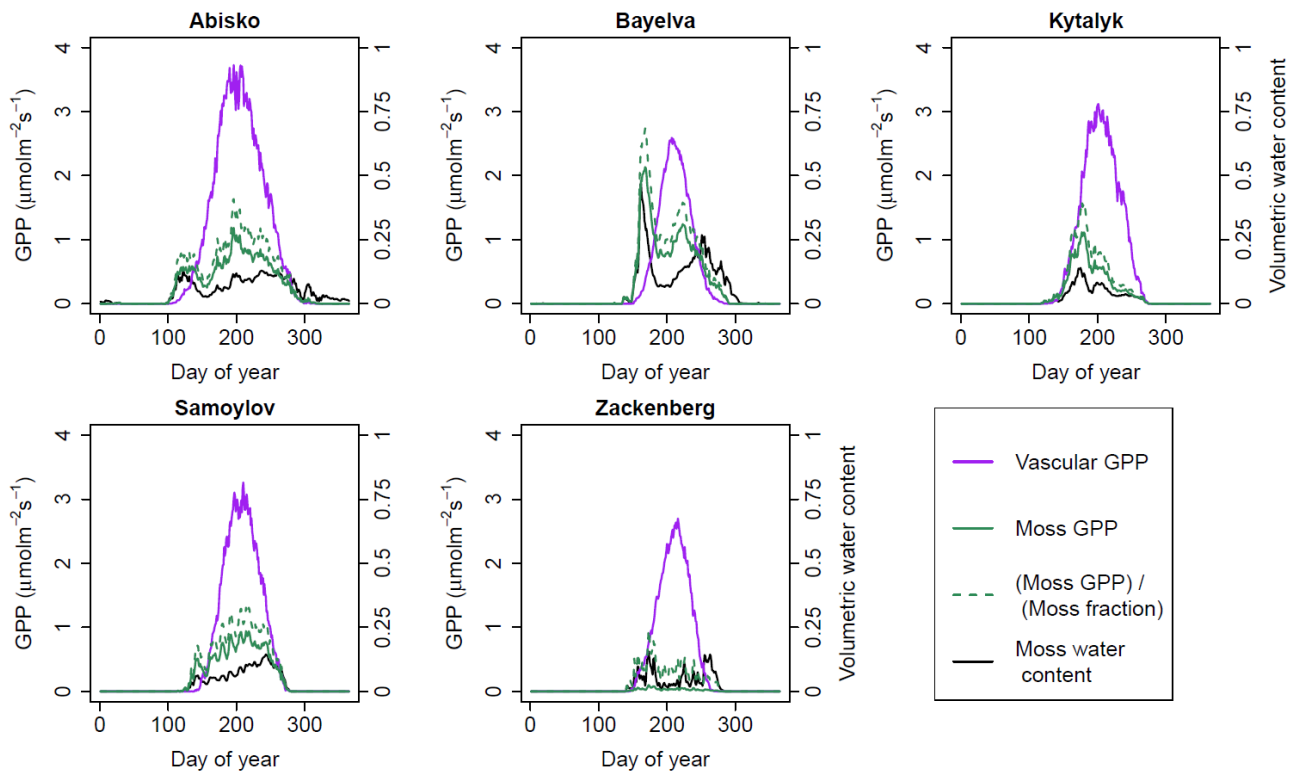 Abisko
Bayelva
Kytalyk
GPP (μmolm−2s−1)
0 1 2 3 4
0 0.25 0.5 0.75 1
0 100 200 300
Day of year
GPP (μmolm−2s−1)
0 1 2 3 4
0 0.25 0.5 0.75 1
0 100 200 300
Day of year
GPP (μmolm−2s−1)
0 1 2 3 4
0 0.25 0.5 0.75 1
Volumetric water content
0 100 200 300
Day of year
Samoylov
Zackenberg
GPP (μmolm−2s−1)
0 1 2 3 4
0 0.25 0.5 0.75 1
0 100 200 300
Day of year
GPP (μmolm−2s−1)
0 1 2 3 4
0 0.25 0.5 0.75 1
Volumetric water content
0 100 200 300
Day of year
Vascular GPP
Moss GPP
(Moss GPP) /
(Moss fraction)
Moss water
content